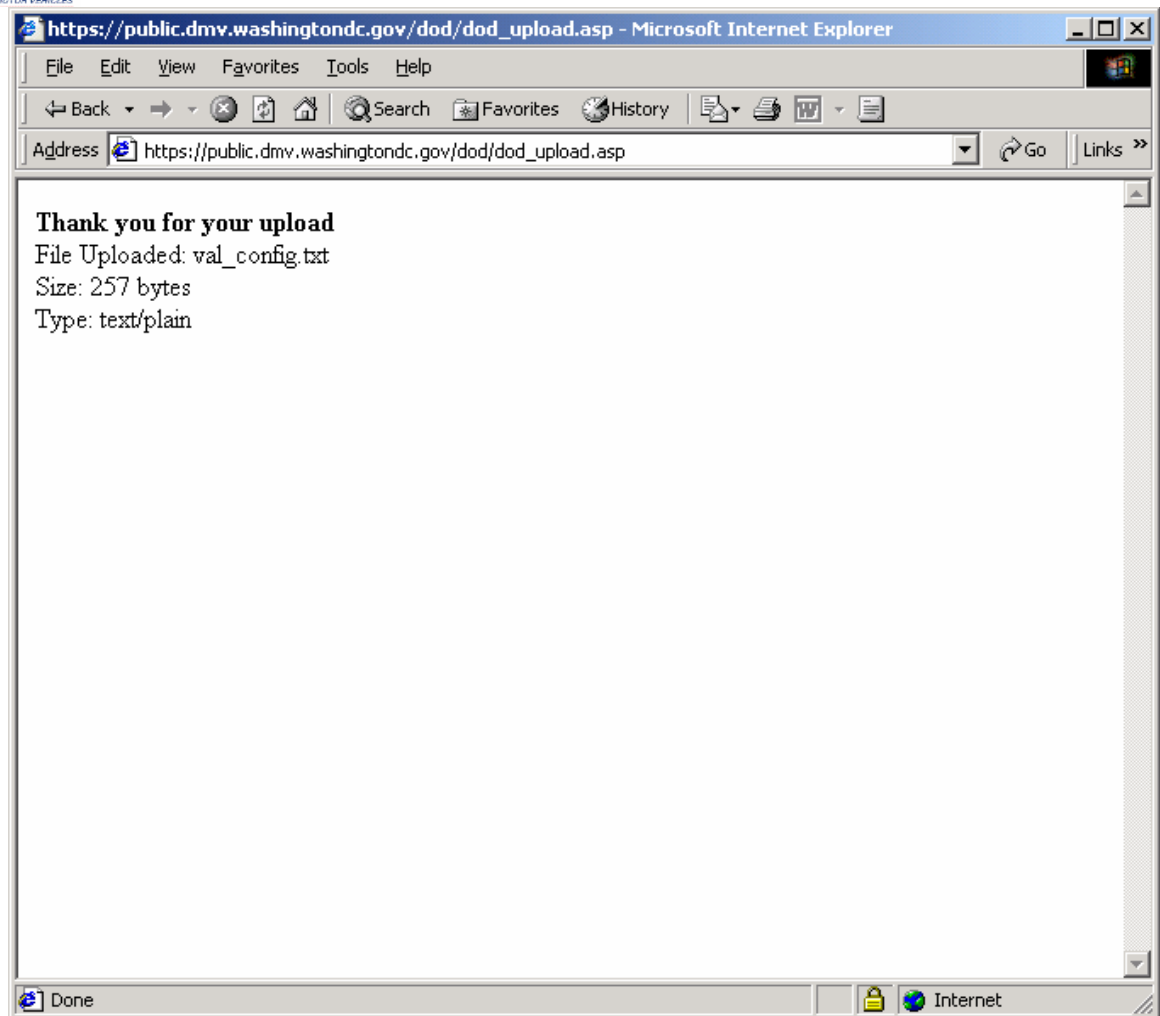 https://public.dmv.washingtondc.gov/dod/dod_upload.asp - Microsoft Internet Explorer
File Edit View Favorites Tools Help
Back Search Favorites History
Address https://public.dmv.washingtondc.gov/dod/dod_upload.asp Go Links »
Thank you for your upload
File Uploaded: val_config.txt
Size: 257 bytes
Type: text/plain
Done Internet